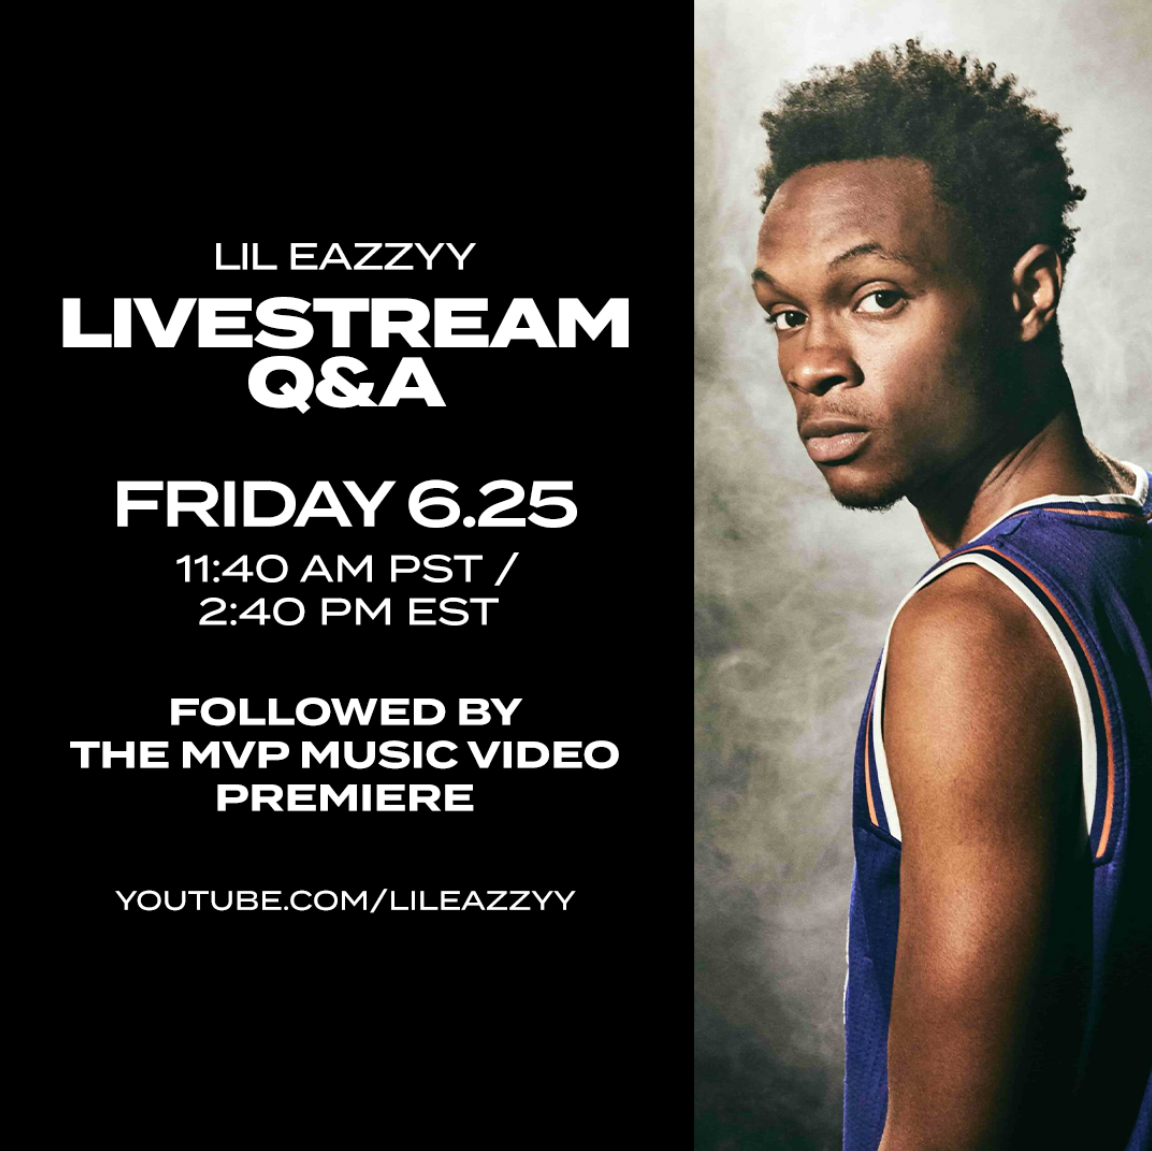 LIL EAZZYY
LIVESTREAM
Q&A
FRIDAY 6.25
11:40 AM PST /
2:40 PM EST
FOLLOWED BY
THE MVP MUSIC VIDEO
PREMIERE
YOUTUBE.COM/LILEAZZYY